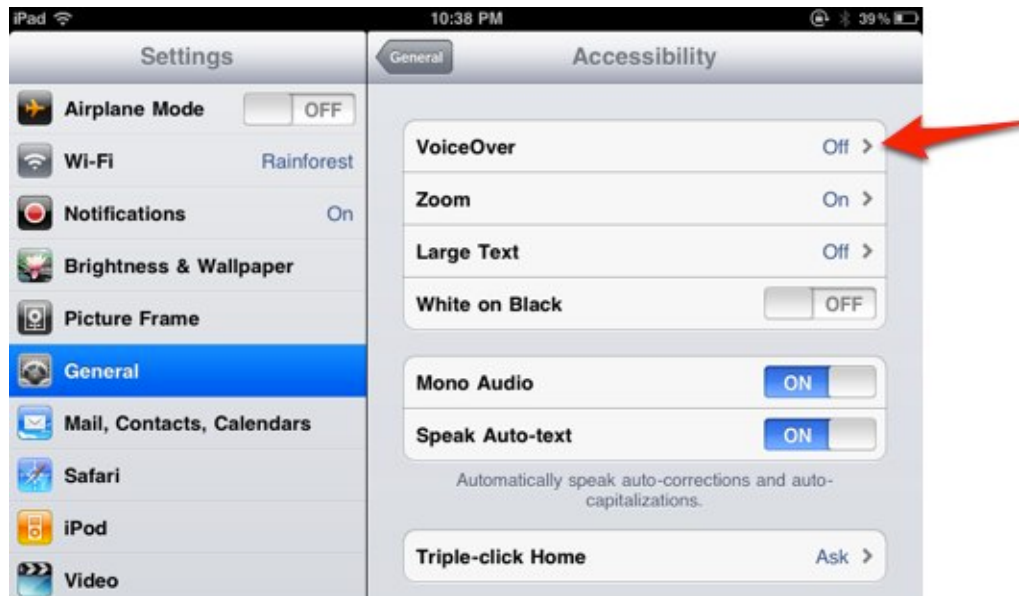 iPad 10:38 PM 39%
Settings
General Accessibility
Airplane Mode OFF
Wi-Fi Rainforest
Notifications On
Brightness & Wallpaper
Picture Frame
General
Mail, Contacts, Calendars
Safari
iPod
Video
VoiceOver Off
Zoom On
Large Text Off
White on Black OFF
Mono Audio ON
Speak Auto-text ON
Automatically speak auto-corrections and auto-
capitalizations.
Triple-click Home Ask